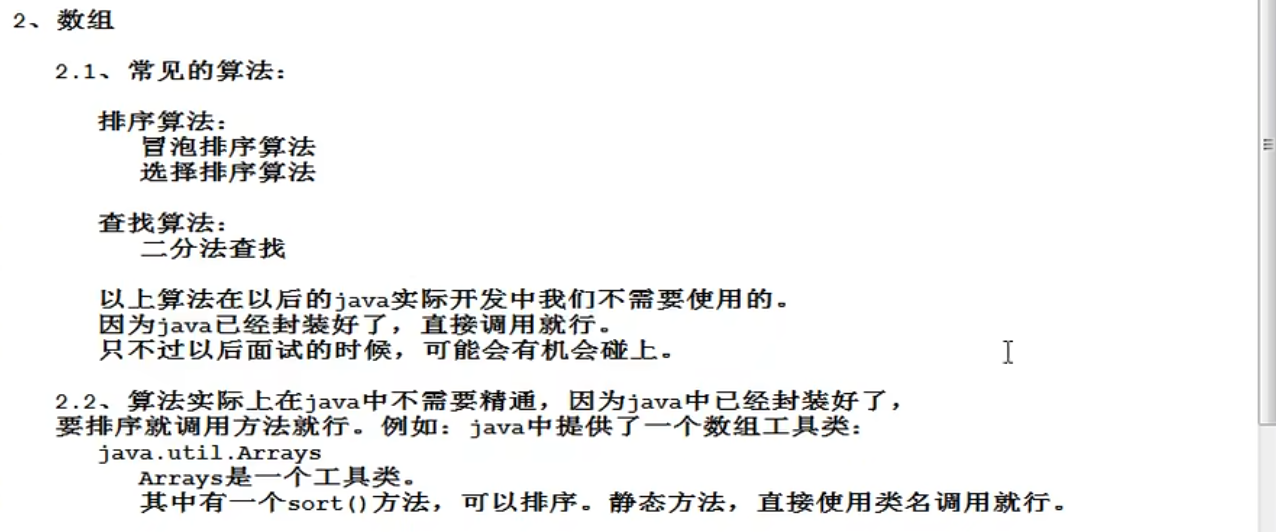 2、数组
2.1、常见的算法：
排序算法：
冒泡排序算法
选择排序算法
查找算法：
二分法查找
以上算法在以后的java实际开发中我们不需要使用的。
因为java已经封装好了，直接调用就行。
只不过以后面试的时候，可能会有机会碰上。
2.2、算法实际上在java中不需要精通，因为java中已经封装好了，
要排序就调用方法就行。例如：java中提供了一个数组工具类：
java.util.Arrays
Arrays是一个工具类。
其中有一个sort()方法，可以排序。静态方法，直接使用类名调用就行。